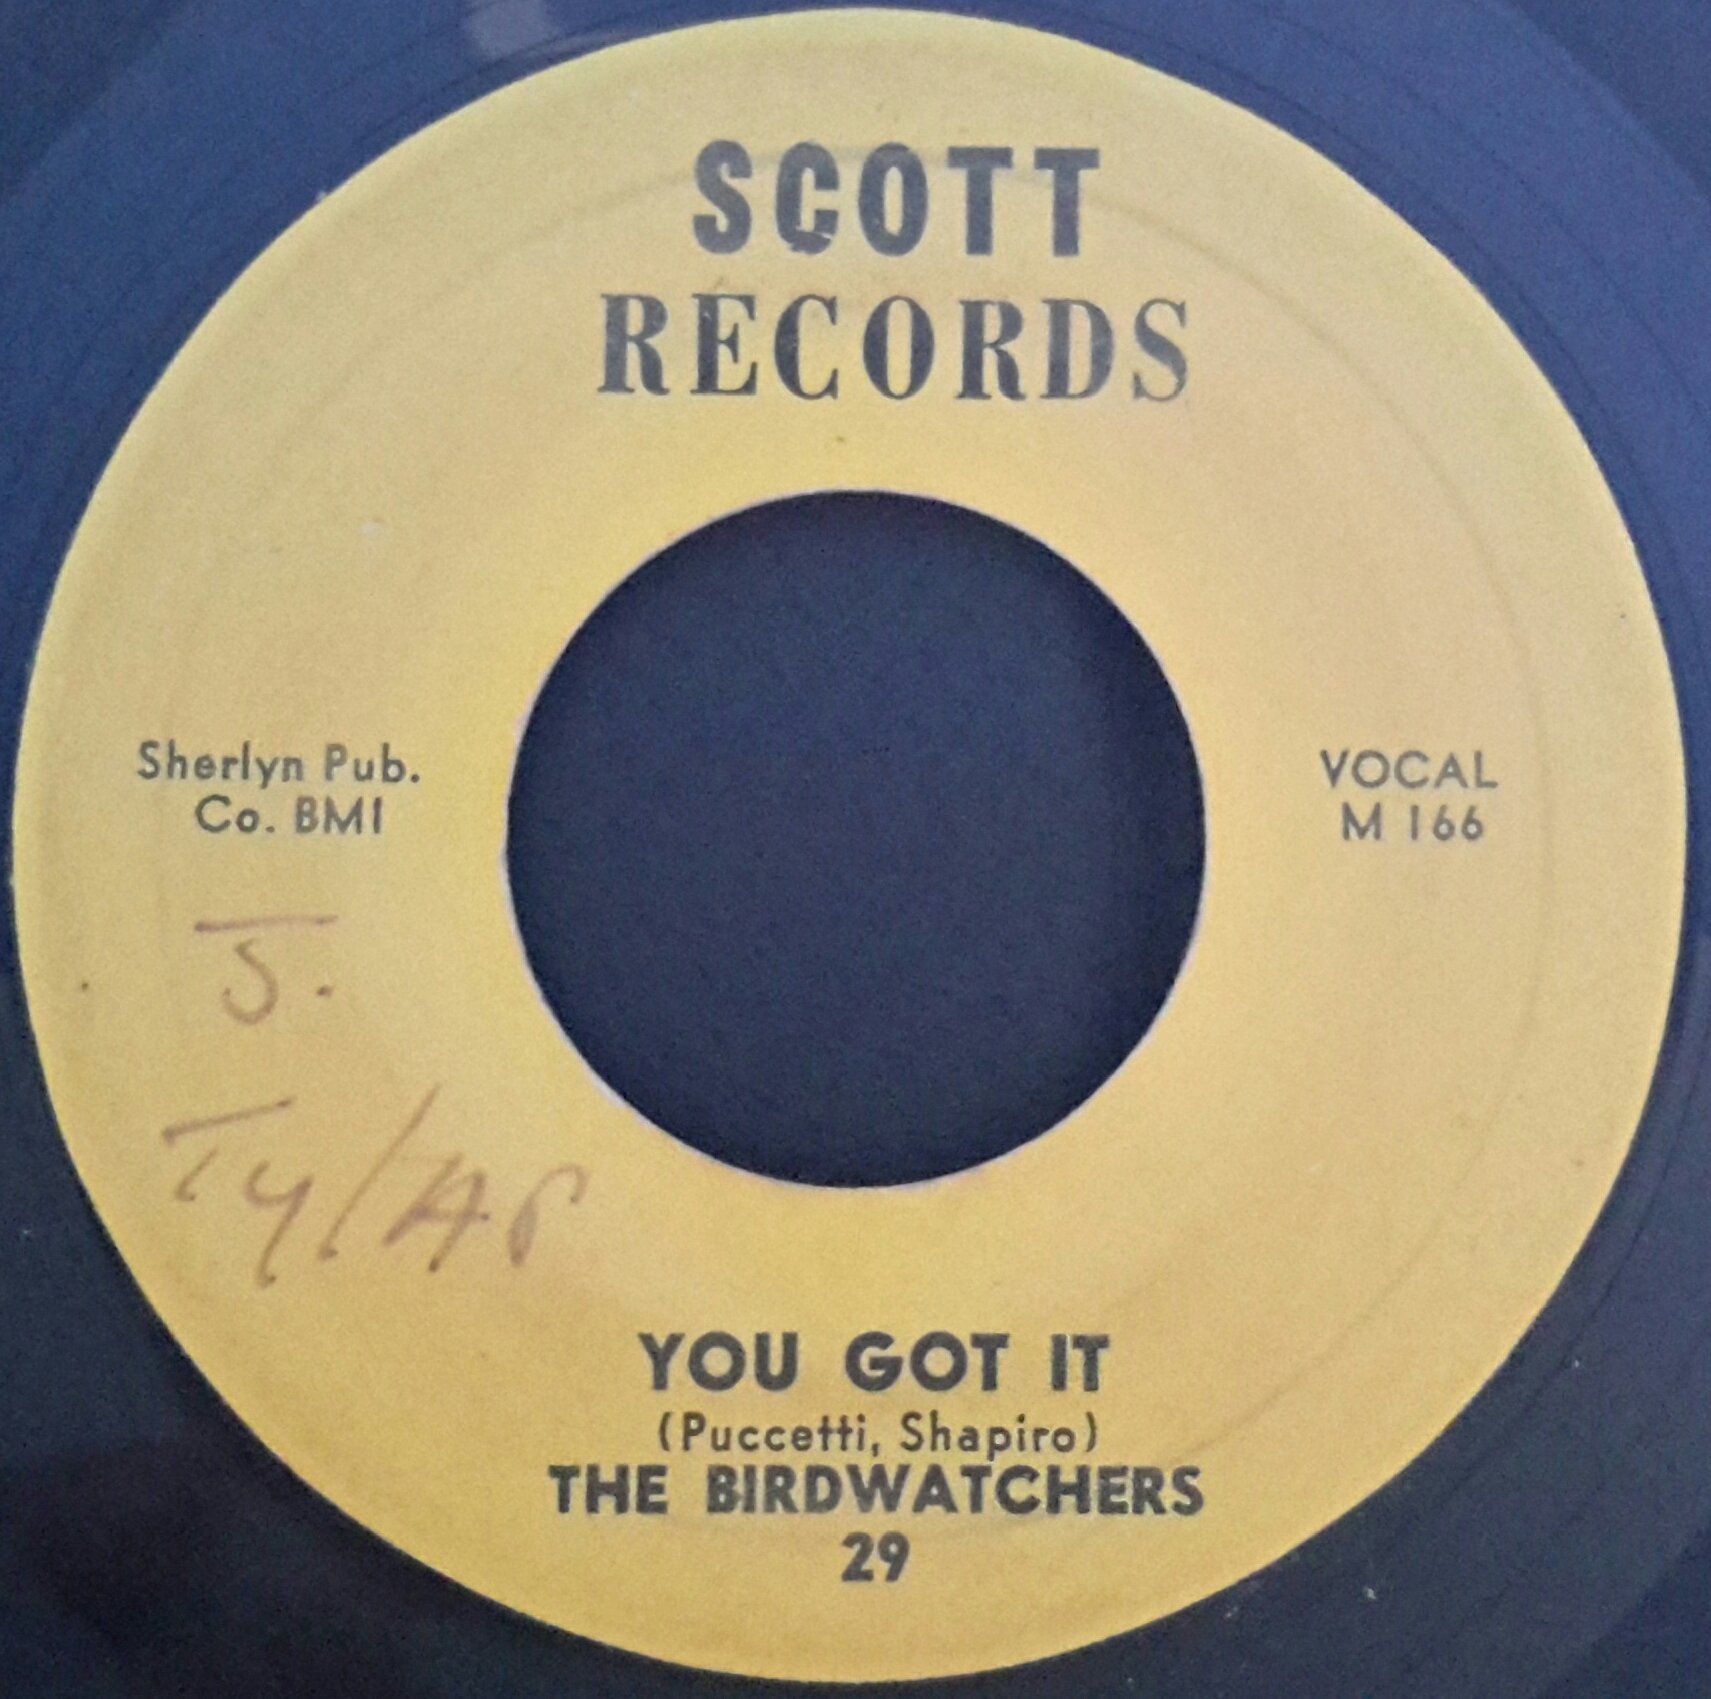 SCOTT
RECORDS
Sherlyn Pub.
Co. BMI
VOCAL
M 166
J.
YOU GOT IT
(Puccetti, Shapiro)
THE BIRDWATCHERS
29